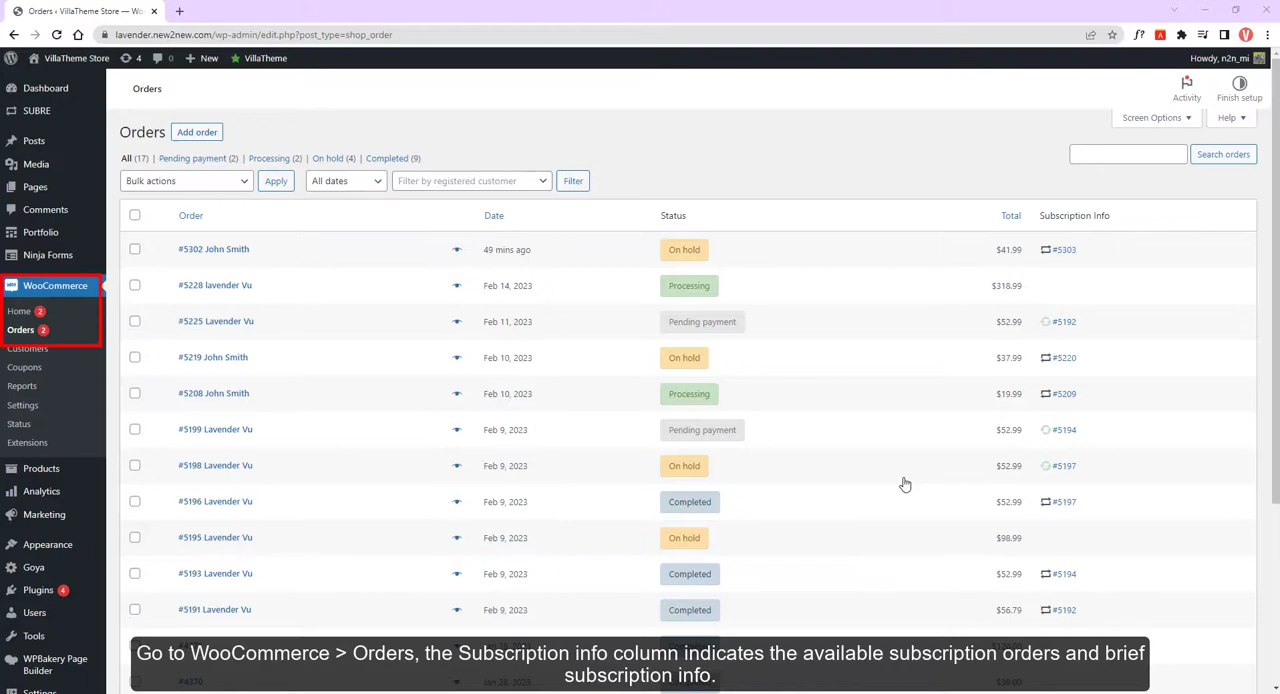 Orders ‹ VillaTheme Store — Wo
lavender.new2new.com/wp-admin/edit.php?post_type=shop_order
VillaTheme Store 4 0 New VillaTheme Howdy, n2n_mi
Dashboard
SUBRE
Posts
Media
Pages
Comments
Portfolio
Ninja Forms
WooCommerce
Home 2
Orders 2
Customers
Coupons
Reports
Settings
Status
Extensions
Products
Analytics
Marketing
Appearance
Goya
Plugins 4
Users
Tools
WPBakery Page
Builder
Settings
Orders
Activity Finish setup
Screen Options Help
Orders Add order
All (17) | Pending payment (2) | Processing (2) | On hold (4) | Completed (9)
Search orders
Bulk actions Apply All dates Filter by registered customer Filter
Order Date Status Total Subscription Info
#5302 John Smith 49 mins ago On hold $41.99 #5303
#5228 lavender Vu Feb 14, 2023 Processing $318.99
#5225 Lavender Vu Feb 11, 2023 Pending payment $52.99 #5192
#5219 John Smith Feb 10, 2023 On hold $37.99 #5220
#5208 John Smith Feb 10, 2023 Processing $19.99 #5209
#5199 Lavender Vu Feb 9, 2023 Pending payment $52.99 #5194
#5198 Lavender Vu Feb 9, 2023 On hold $52.99 #5197
#5196 Lavender Vu Feb 9, 2023 Completed $52.99 #5197
#5195 Lavender Vu Feb 9, 2023 On hold $98.99
#5193 Lavender Vu Feb 9, 2023 Completed $52.99 #5194
#5191 Lavender Vu Feb 9, 2023 Completed $56.79 #5192
Go to WooCommerce > Orders, the Subscription info column indicates the available subscription orders and brief
subscription info.